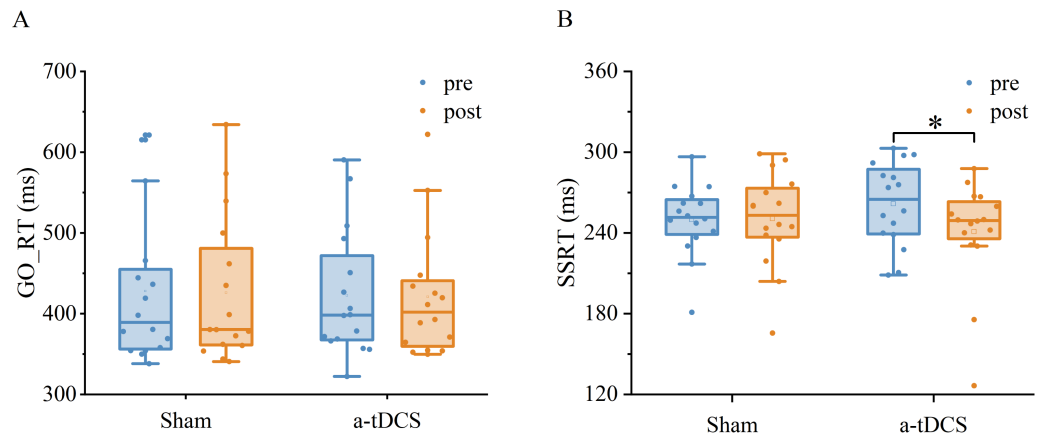 A
GO_RT (ms)
700
600
500
400
300
pre
post
Sham
a-tDCS
B
SSRT (ms)
360
300
240
180
120
pre
post
*
Sham
a-tDCS